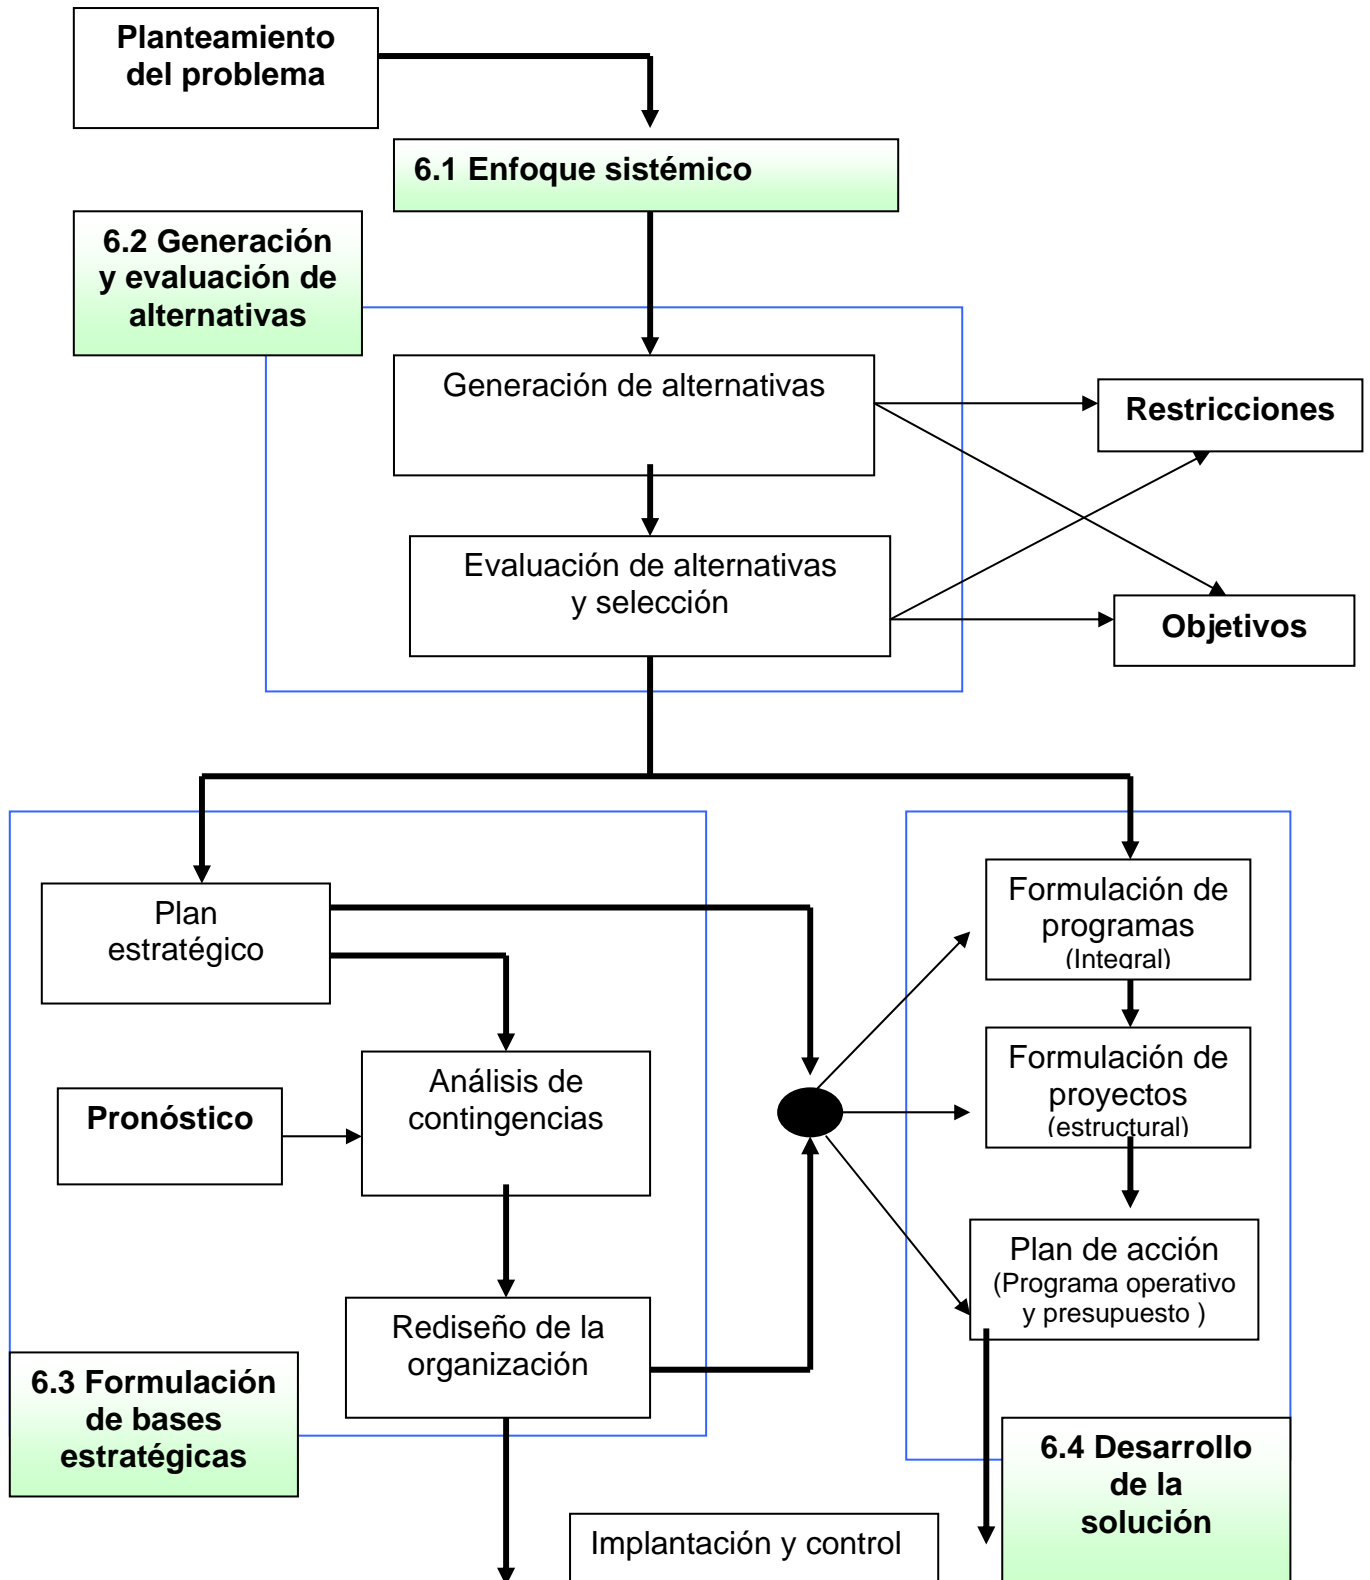 Planteamiento
del problema
6.1 Enfoque sistémico
6.2 Generación
y evaluación de
alternativas
Generación de alternativas
Restricciones
Evaluación de alternativas
y selección
Objetivos
Plan
estratégico
Formulación de
programas
(Integral)
Análisis de
contingencias
Pronóstico
Formulación de
proyectos
(estructural)
Plan de acción
(Programa operativo
y presupuesto )
Rediseño de la
organización
6.3 Formulación
de bases
estratégicas
6.4 Desarrollo
de la
solución
Implantación y control